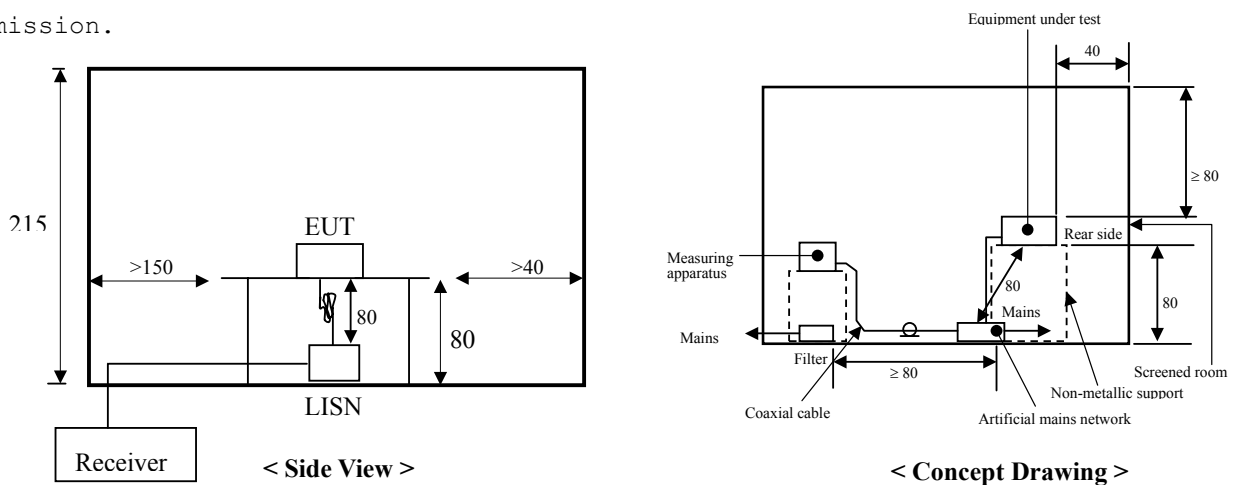 mission.
215
EUT
>150
>40
80
80
LISN
Receiver
< Side View >
Equipment under test
40
≥ 80
Rear side
Measuring
apparatus
80
80
Mains
Mains
Filter
≥ 80
Screened room
Non-metallic support
Coaxial cable
Artificial mains network
< Concept Drawing >